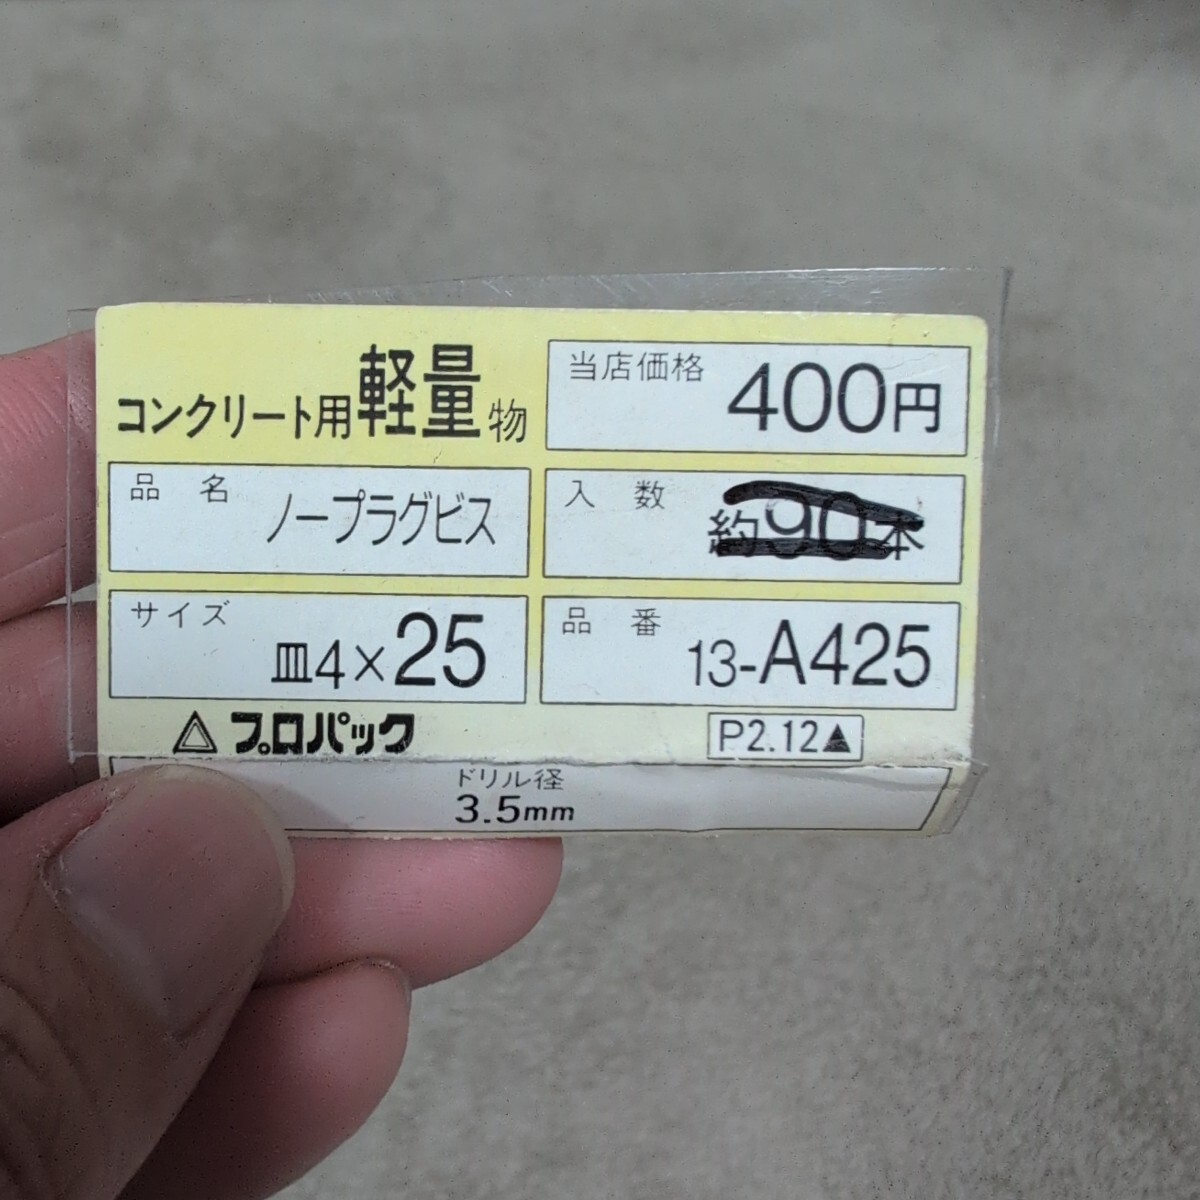 コンクリート用軽量物
当店価格 400円
品名 ノープラグビス
入数 約90本
サイズ 皿4×25
品番 13-A425
プロパック
P2.12▲
ドリル径
3.5mm